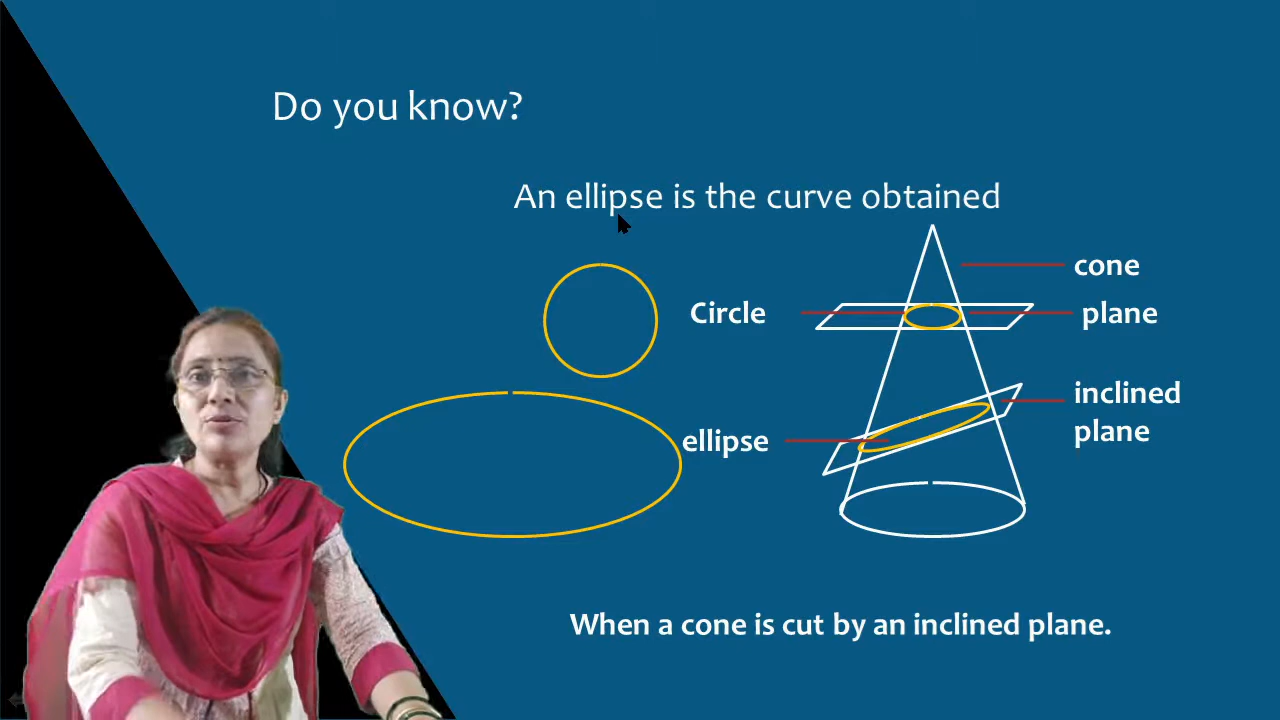 Do you know?
An ellipse is the curve obtained
cone
Circle
plane
inclined
plane
ellipse
When a cone is cut by an inclined plane.